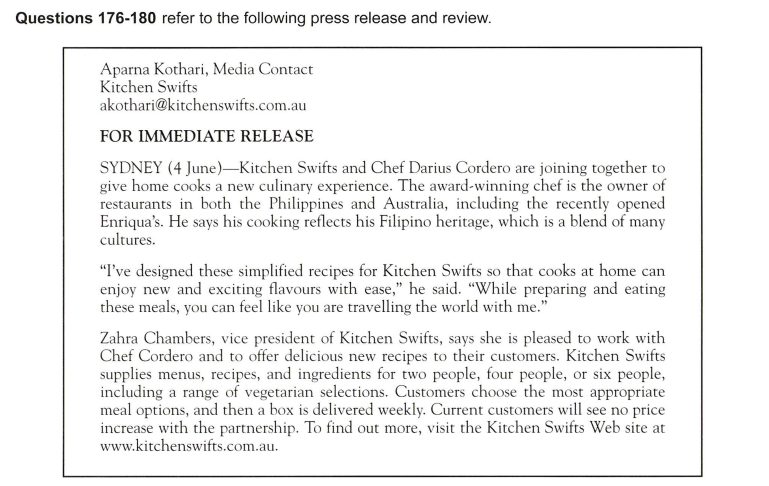 Questions 176-180 refer to the following press release and review.
Aparna Kothari, Media Contact
Kitchen Swifts
akothari@kitchenswifts.com.au
FOR IMMEDIATE RELEASE
SYDNEY (4 June)—Kitchen Swifts and Chef Darius Cordero are joining together to
give home cooks a new culinary experience. The award-winning chef is the owner of
restaurants in both the Philippines and Australia, including the recently opened
Enriqua's. He says his cooking reflects his Filipino heritage, which is a blend of many
cultures.
"I've designed these simplified recipes for Kitchen Swifts so that cooks at home can
enjoy new and exciting flavours with ease," he said. "While preparing and eating
these meals, you can feel like you are travelling the world with me."
Zahra Chambers, vice president of Kitchen Swifts, says she is pleased to work with
Chef Cordero and to offer delicious new recipes to their customers. Kitchen Swifts
supplies menus, recipes, and ingredients for two people, four people, or six people,
including a range of vegetarian selections. Customers choose the most appropriate
meal options, and then a box is delivered weekly. Current customers will see no price
increase with the partnership. To find out more, visit the Kitchen Swifts Web site at
www.kitchenswifts.com.au.